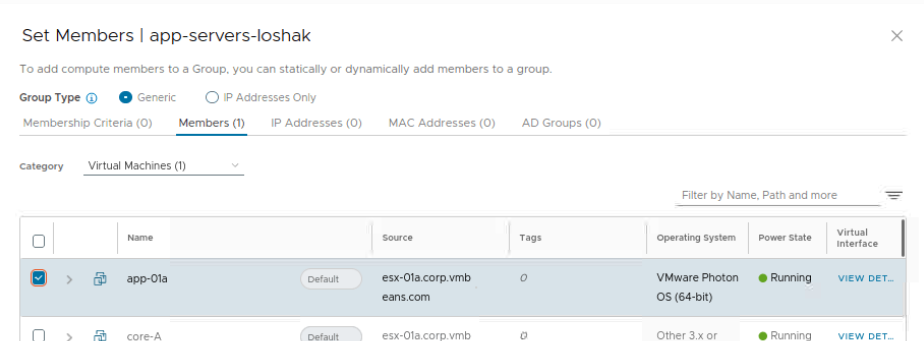 Set Members | app-servers-loshak
To add compute members to a Group, you can statically or dynamically add members to a group.
Group Type Generic IP Addresses Only
Membership Criteria (0) Members (1) IP Addresses (0) MAC Addresses (0) AD Groups (0)
Category Virtual Machines (1)
Filter by Name, Path and more
Name Source Tags Operating System Power State Virtual Interface
app-01a Default esx-01a.corp.vmb eans.com 0 VMware Photon OS (64-bit) Running VIEW DET...
core-A Default esx-01a.corp.vmb 0 Other 3.x or Running VIEW DET...